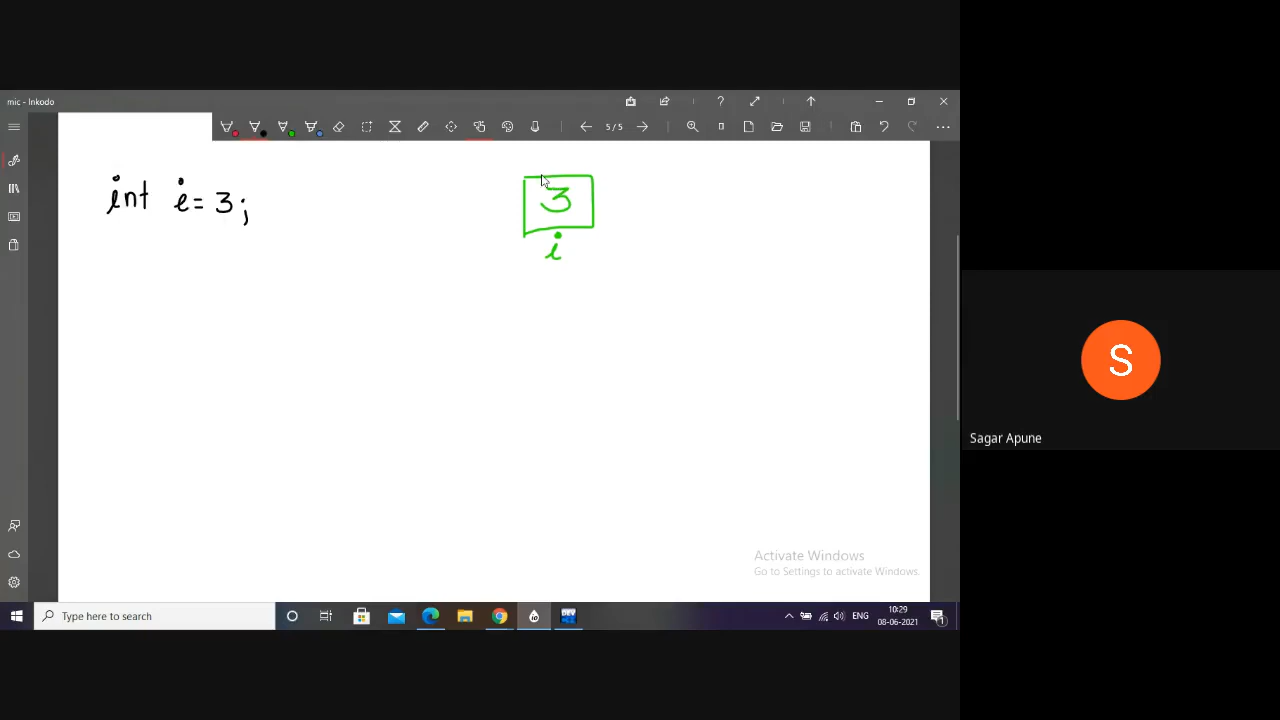 mic - Inkodo
5/5
int i = 3;
3
i
S
Sagar Apune
Activate Windows
Go to Settings to activate Windows.
Type here to search
ENG
10:29
08-06-2021
1